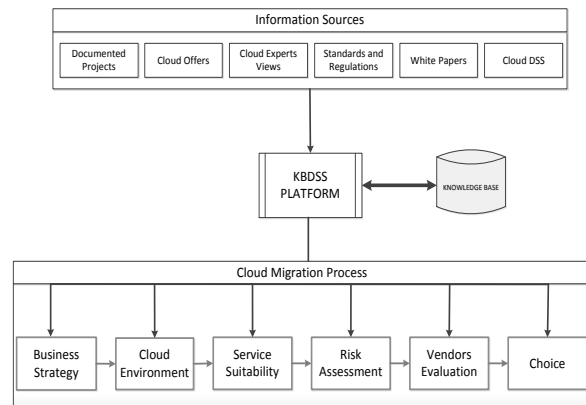 Information Sources
Documented
Projects
Cloud Offers
Cloud Experts
Views
Standards and
Regulations
White Papers
Cloud DSS
KBDSS
PLATFORM
KNOWLEDGE BASE
Cloud Migration Process
Business
Strategy
Cloud
Environment
Service
Suitability
Risk
Assessment
Vendors
Evaluation
Choice